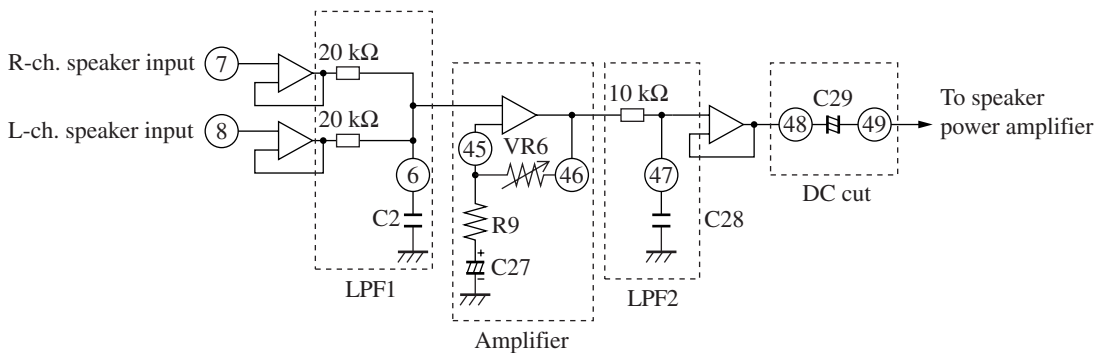 R-ch. speaker input
7
20 kΩ
L-ch. speaker input
8
20 kΩ
6
C2
LPF1
45
VR6
46
R9
+
C27
−
Amplifier
10 kΩ
47
C28
LPF2
48
C29
49
DC cut
To speaker
power amplifier